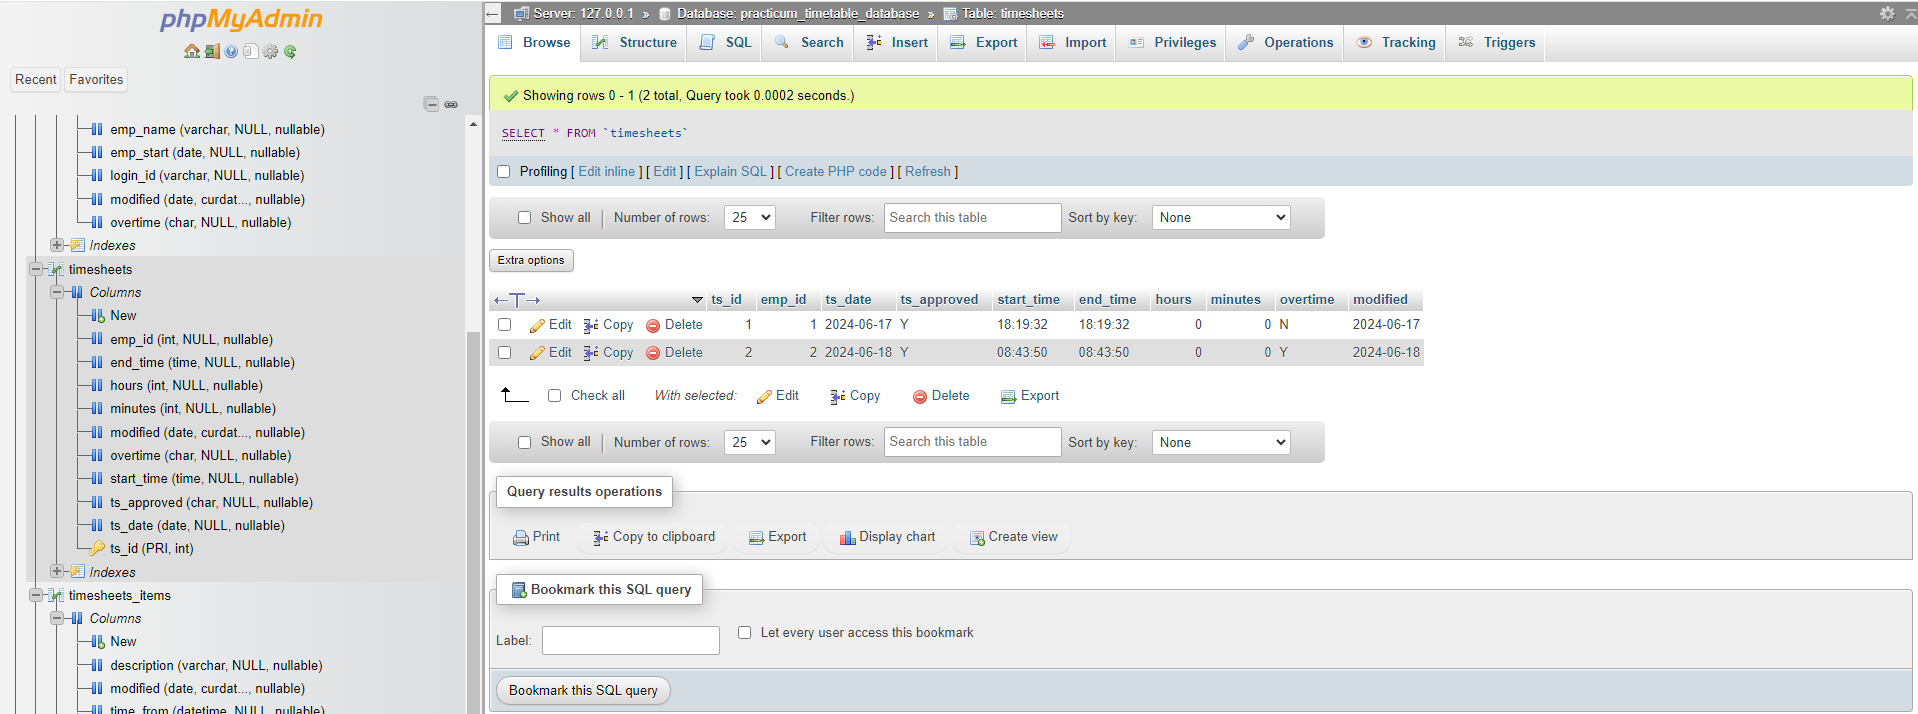 phpMyAdmin
Recent Favorites
emp_name (varchar, NULL, nullable)
emp_start (date, NULL, nullable)
login_id (varchar, NULL, nullable)
modified (date, curdat..., nullable)
overtime (char, NULL, nullable)
Indexes
timesheets
Columns
New
emp_id (int, NULL, nullable)
end_time (time, NULL, nullable)
hours (int, NULL, nullable)
minutes (int, NULL, nullable)
modified (date, curdat..., nullable)
overtime (char, NULL, nullable)
start_time (time, NULL, nullable)
ts_approved (char, NULL, nullable)
ts_date (date, NULL, nullable)
ts_id (PRI, int)
Indexes
timesheets_items
Columns
New
description (varchar, NULL, nullable)
modified (date, curdat..., nullable)
time_from (datetime, NULL, nullable)
Server: 127.0.0.1 » Database: practicum_timetable_database » Table: timesheets
Browse Structure SQL Search Insert Export Import Privileges Operations Tracking Triggers
Showing rows 0 - 1 (2 total, Query took 0.0002 seconds.)
SELECT * FROM `timesheets`
Profiling [ Edit inline ] [ Edit ] [ Explain SQL ] [ Create PHP code ] [ Refresh ]
Show all Number of rows: 25 Filter rows: Search this table Sort by key: None
Extra options
ts_id emp_id ts_date ts_approved start_time end_time hours minutes overtime modified
Edit Copy Delete 1 1 2024-06-17 Y 18:19:32 18:19:32 0 0 N 2024-06-17
Edit Copy Delete 2 2 2024-06-18 Y 08:43:50 08:43:50 0 0 Y 2024-06-18
Check all With selected: Edit Copy Delete Export
Show all Number of rows: 25 Filter rows: Search this table Sort by key: None
Query results operations
Print Copy to clipboard Export Display chart Create view
Bookmark this SQL query
Label: Let every user access this bookmark
Bookmark this SQL query